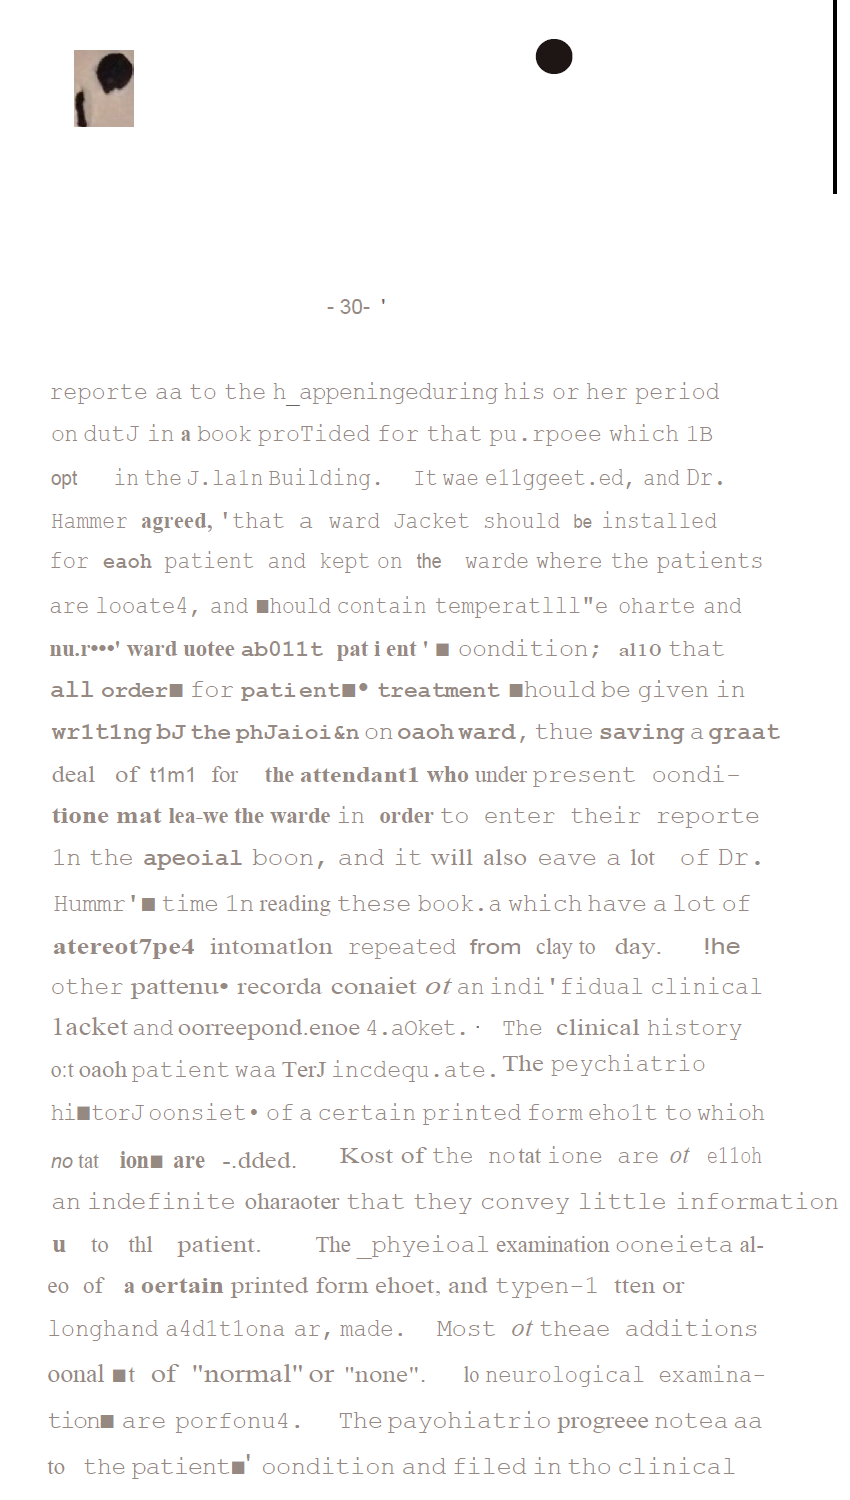 - 30- '
reporte aa to the h_appeningeduring his or her period
on dutJ in a book proTided for that pu.rpoee which 1B
opt in the J.la1n Building. It wae e11ggeet.ed, and Dr.
Hammer agreed, 'that a ward Jacket should be installed
for eaoh patient and kept on the warde where the patients
are looate4, and ■hould contain temperatlll"e oharte and
nu.r•••' ward uotee ab011t pat i ent ' ■ oondition; al1O that
all order■ for patient■• treatment ■hould be given in
wr1t1ng bJ the phJaioi&n on oaoh ward, thue saving a graat
deal of t1m1 for the attendant1 who under present oondi-
tione mat lea-we the warde in order to enter their reporte
1n the apeoial boon, and it will also eave a lot of Dr.
Hummr'■ time 1n reading these book.a which have a lot of
atereot7pe4 intomatlon repeated from clay to day. !he
other pattenu• recorda conaiet ot an indi'fidual clinical
1acket and oorreepond.enoe 4.aOket. · The clinical history
o:t oaoh patient waa TerJ incdequ.ate. The peychiatrio
hi■torJ oonsiet• of a certain printed form eho1t to whioh
no tat ion■ are -.dded. Kost of the no tat ione are ot e11oh
an indefinite oharaoter that they convey little information
u to thl patient. The _phyeioal examination ooneieta al-
eo of a oertain printed form ehoet, and typen-1 tten or
longhand a4d1t1ona ar, made. Most ot theae additions
oonal ■t of "normal" or "none". lo neurological examina-
tion■ are porfonu4. The payohiatrio progreee notea aa
to the patient■' oondition and filed in tho clinical